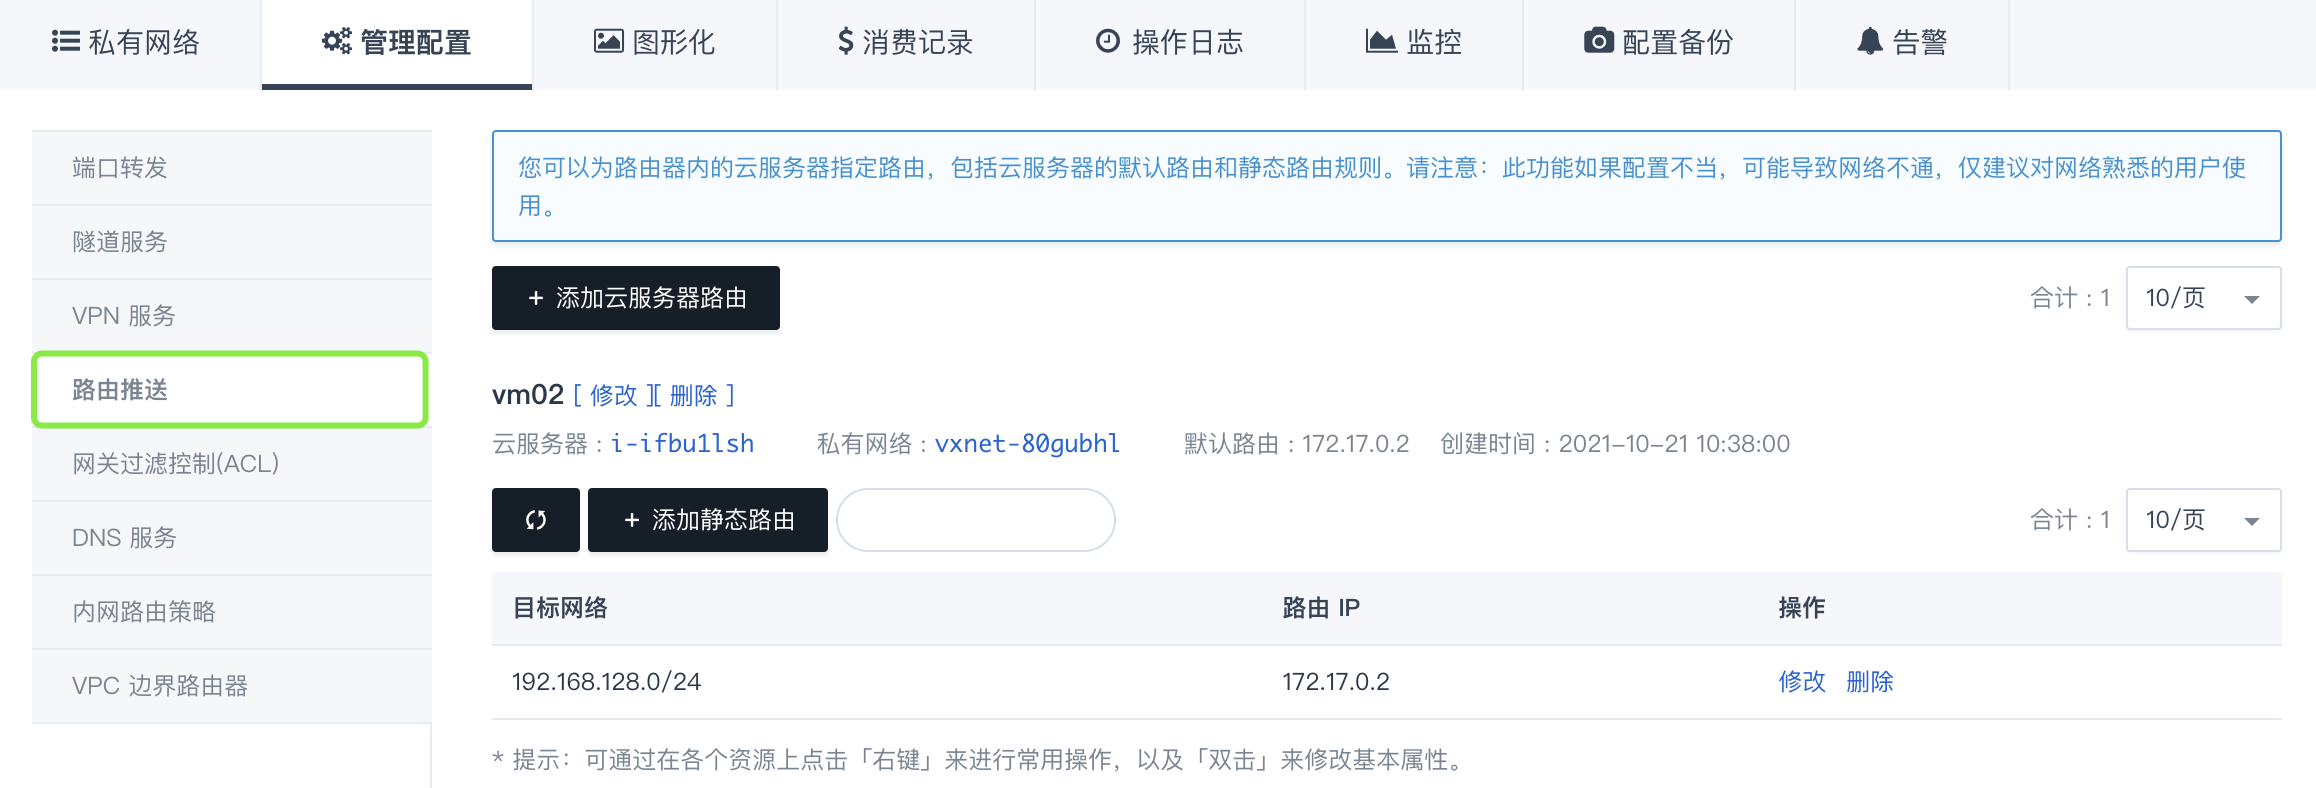 私有网络 管理配置 图形化 消费记录 操作日志 监控 配置备份 告警
端口转发
隧道服务
VPN 服务
路由推送
网关过滤控制(ACL)
DNS 服务
内网路由策略
VPC 边界路由器
您可以为路由器内的云服务器指定路由，包括云服务器的默认路由和静态路由规则。请注意：此功能如果配置不当，可能导致网络不通，仅建议对网络熟悉的用户使
用。
+ 添加云服务器路由 合计 : 1 10/页
vm02 [ 修改 ][ 删除 ]
云服务器 : i-ifbu1lsh 私有网络 : vxnet-80gubhl 默认路由 : 172.17.0.2 创建时间 : 2021-10-21 10:38:00
+ 添加静态路由 合计 : 1 10/页
目标网络 路由 IP 操作
192.168.128.0/24 172.17.0.2 修改 删除
* 提示：可通过在各个资源上点击「右键」来进行常用操作，以及「双击」来修改基本属性。